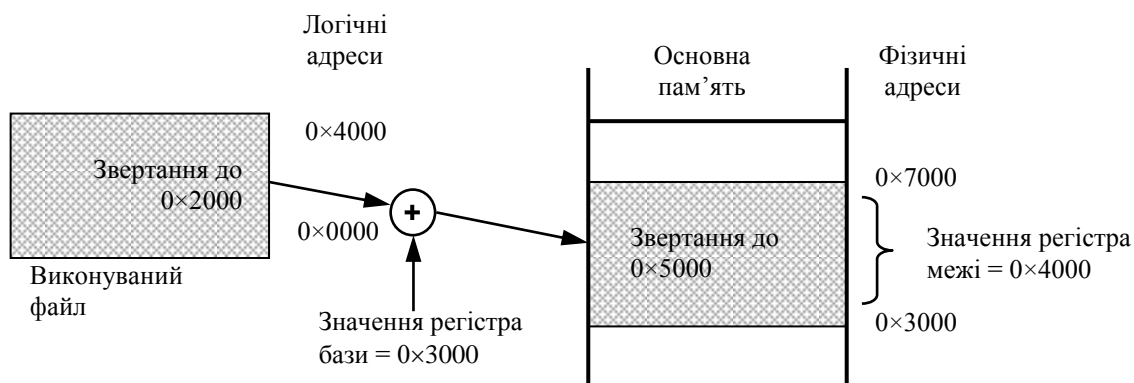 Логічні
адреси
Основна
пам’ять
Фізичні
адреси
0×4000
Звертання до
0×2000
0×7000
0×0000
Звертання до
0×5000
Значення регістра
межі = 0×4000
Виконуваний
файл
Значення регістра
бази = 0×3000
0×3000